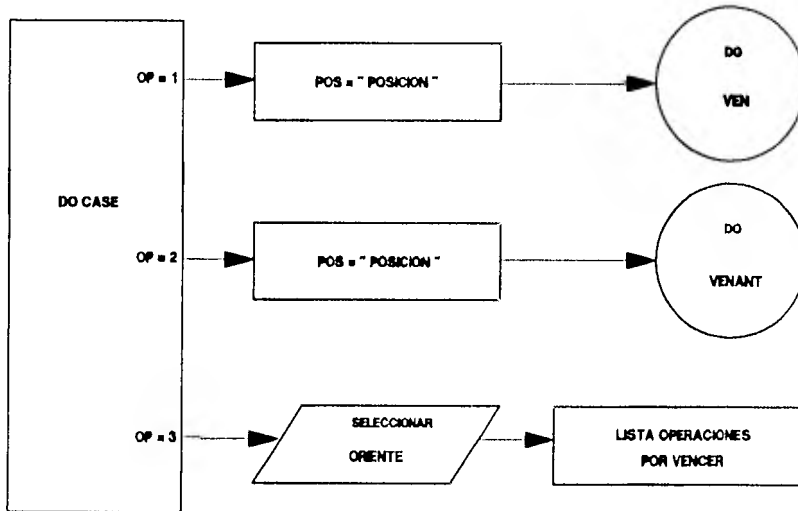 DO CASE
OP = 1
POS = " POSICION "
DO
VEN
OP = 2
POS = " POSICION "
DO
VENANT
OP = 3
SELECCIONAR
ORIENTE
LISTA OPERACIONES
POR VENCER